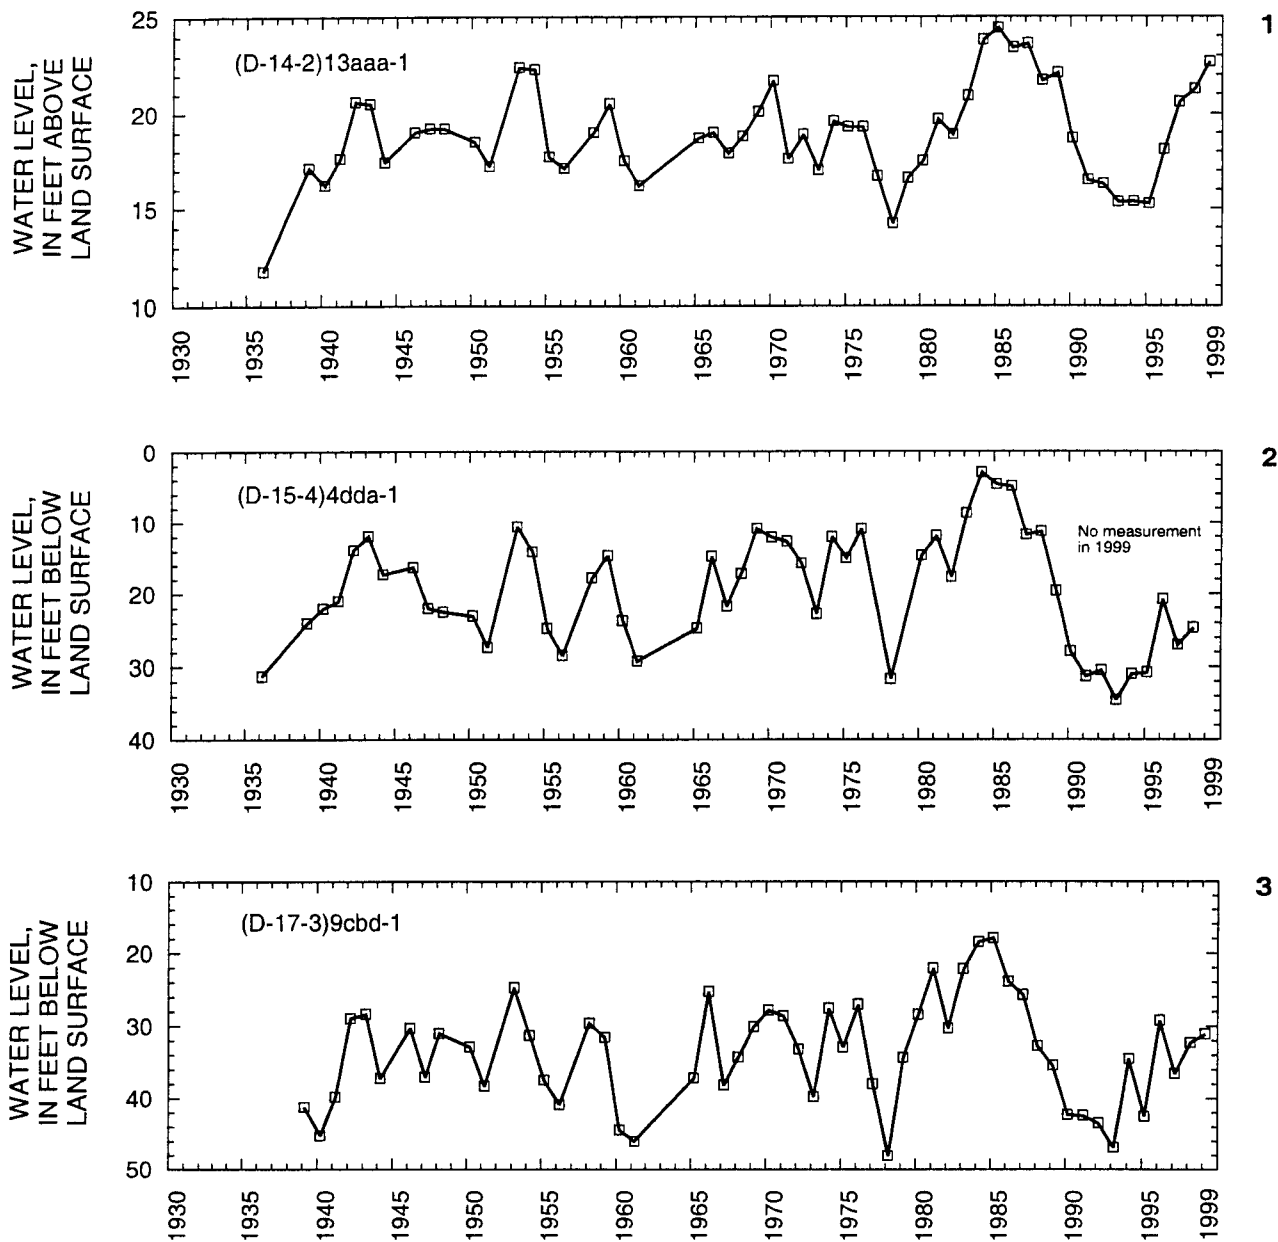 1
WATER LEVEL,
IN FEET ABOVE
LAND SURFACE
(D-14-2)13aaa-1
25
20
15
10
1930 1935 1940 1945 1950 1955 1960 1965 1970 1975 1980 1985 1990 1995 1999
2
WATER LEVEL,
IN FEET BELOW
LAND SURFACE
(D-15-4)4dda-1
No measurement
in 1999
0
10
20
30
40
1930 1935 1940 1945 1950 1955 1960 1965 1970 1975 1980 1985 1990 1995 1999
3
WATER LEVEL,
IN FEET BELOW
LAND SURFACE
(D-17-3)9cbd-1
10
20
30
40
50
1930 1935 1940 1945 1950 1955 1960 1965 1970 1975 1980 1985 1990 1995 1999